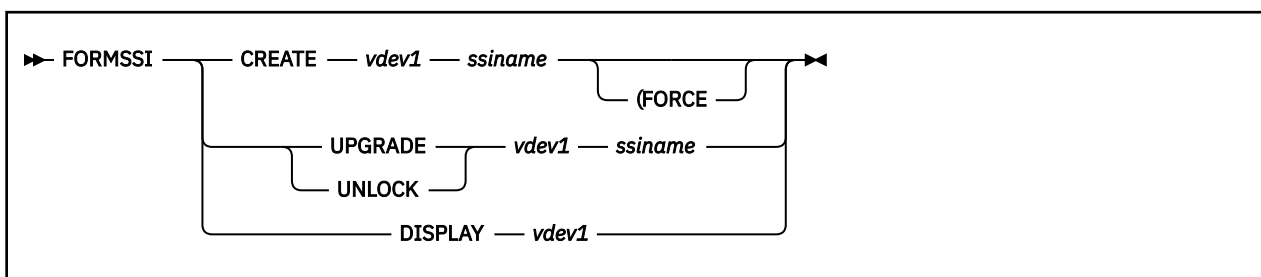 FORMSSI CREATE vdev1 ssiname
(FORCE
UPGRADE vdev1 ssiname
UNLOCK
DISPLAY vdev1